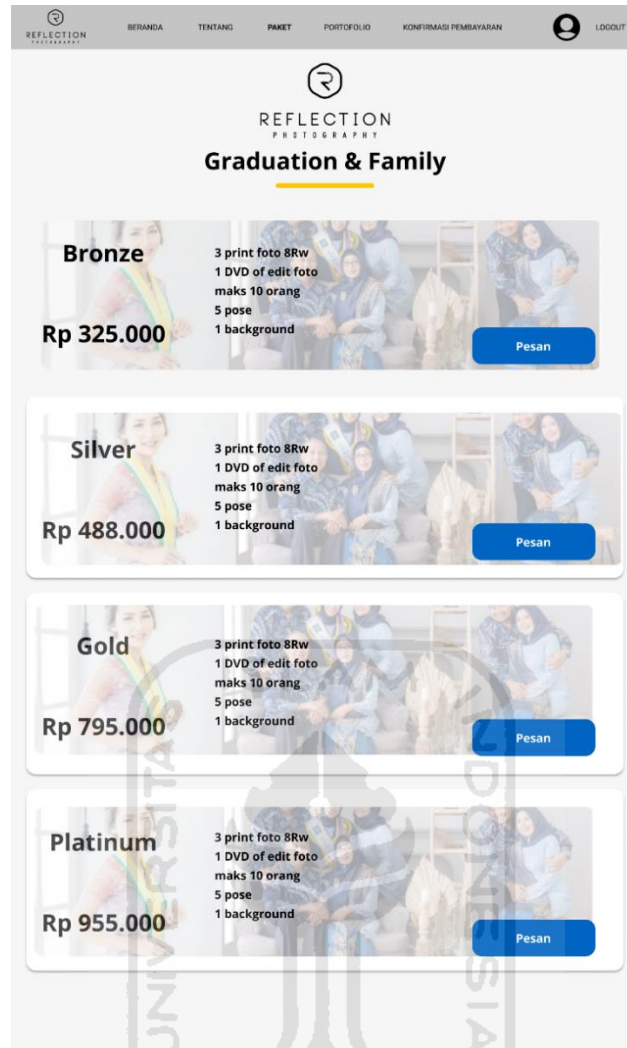 REFLECTION
PHOTOGRAPHY
BERANDA
TENTANG
PAKET
PORTOFOLIO
KONFIRMASI PEMBAYARAN
LOGOUT
REFLECTION
PHOTOGRAPHY
Graduation & Family
Bronze
Rp 325.000
3 print foto 8Rw
1 DVD of edit foto
maks 10 orang
5 pose
1 background
Pesan
Silver
Rp 488.000
3 print foto 8Rw
1 DVD of edit foto
maks 10 orang
5 pose
1 background
Pesan
Gold
Rp 795.000
3 print foto 8Rw
1 DVD of edit foto
maks 10 orang
5 pose
1 background
Pesan
Platinum
Rp 955.000
3 print foto 8Rw
1 DVD of edit foto
maks 10 orang
5 pose
1 background
Pesan
UNIVERSITAS
INDONESIA